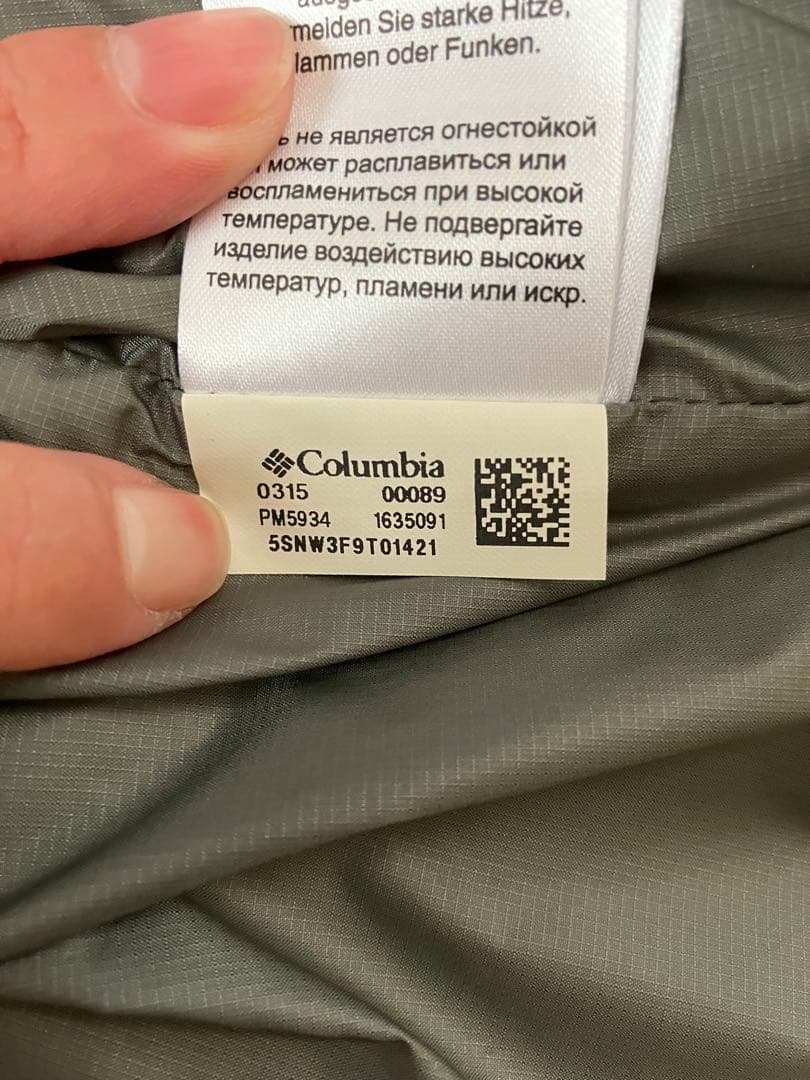 meiden Sie starke Hitze,
lammen oder Funken.
ь не является огнестойкой
может расплавиться или
воспламениться при высокой
температуре. Не подвергайте
изделие воздействию высоких
температур, пламени или искр.
Columbia
0315 00089
PM5934 1635091
5SNW3F9T01421